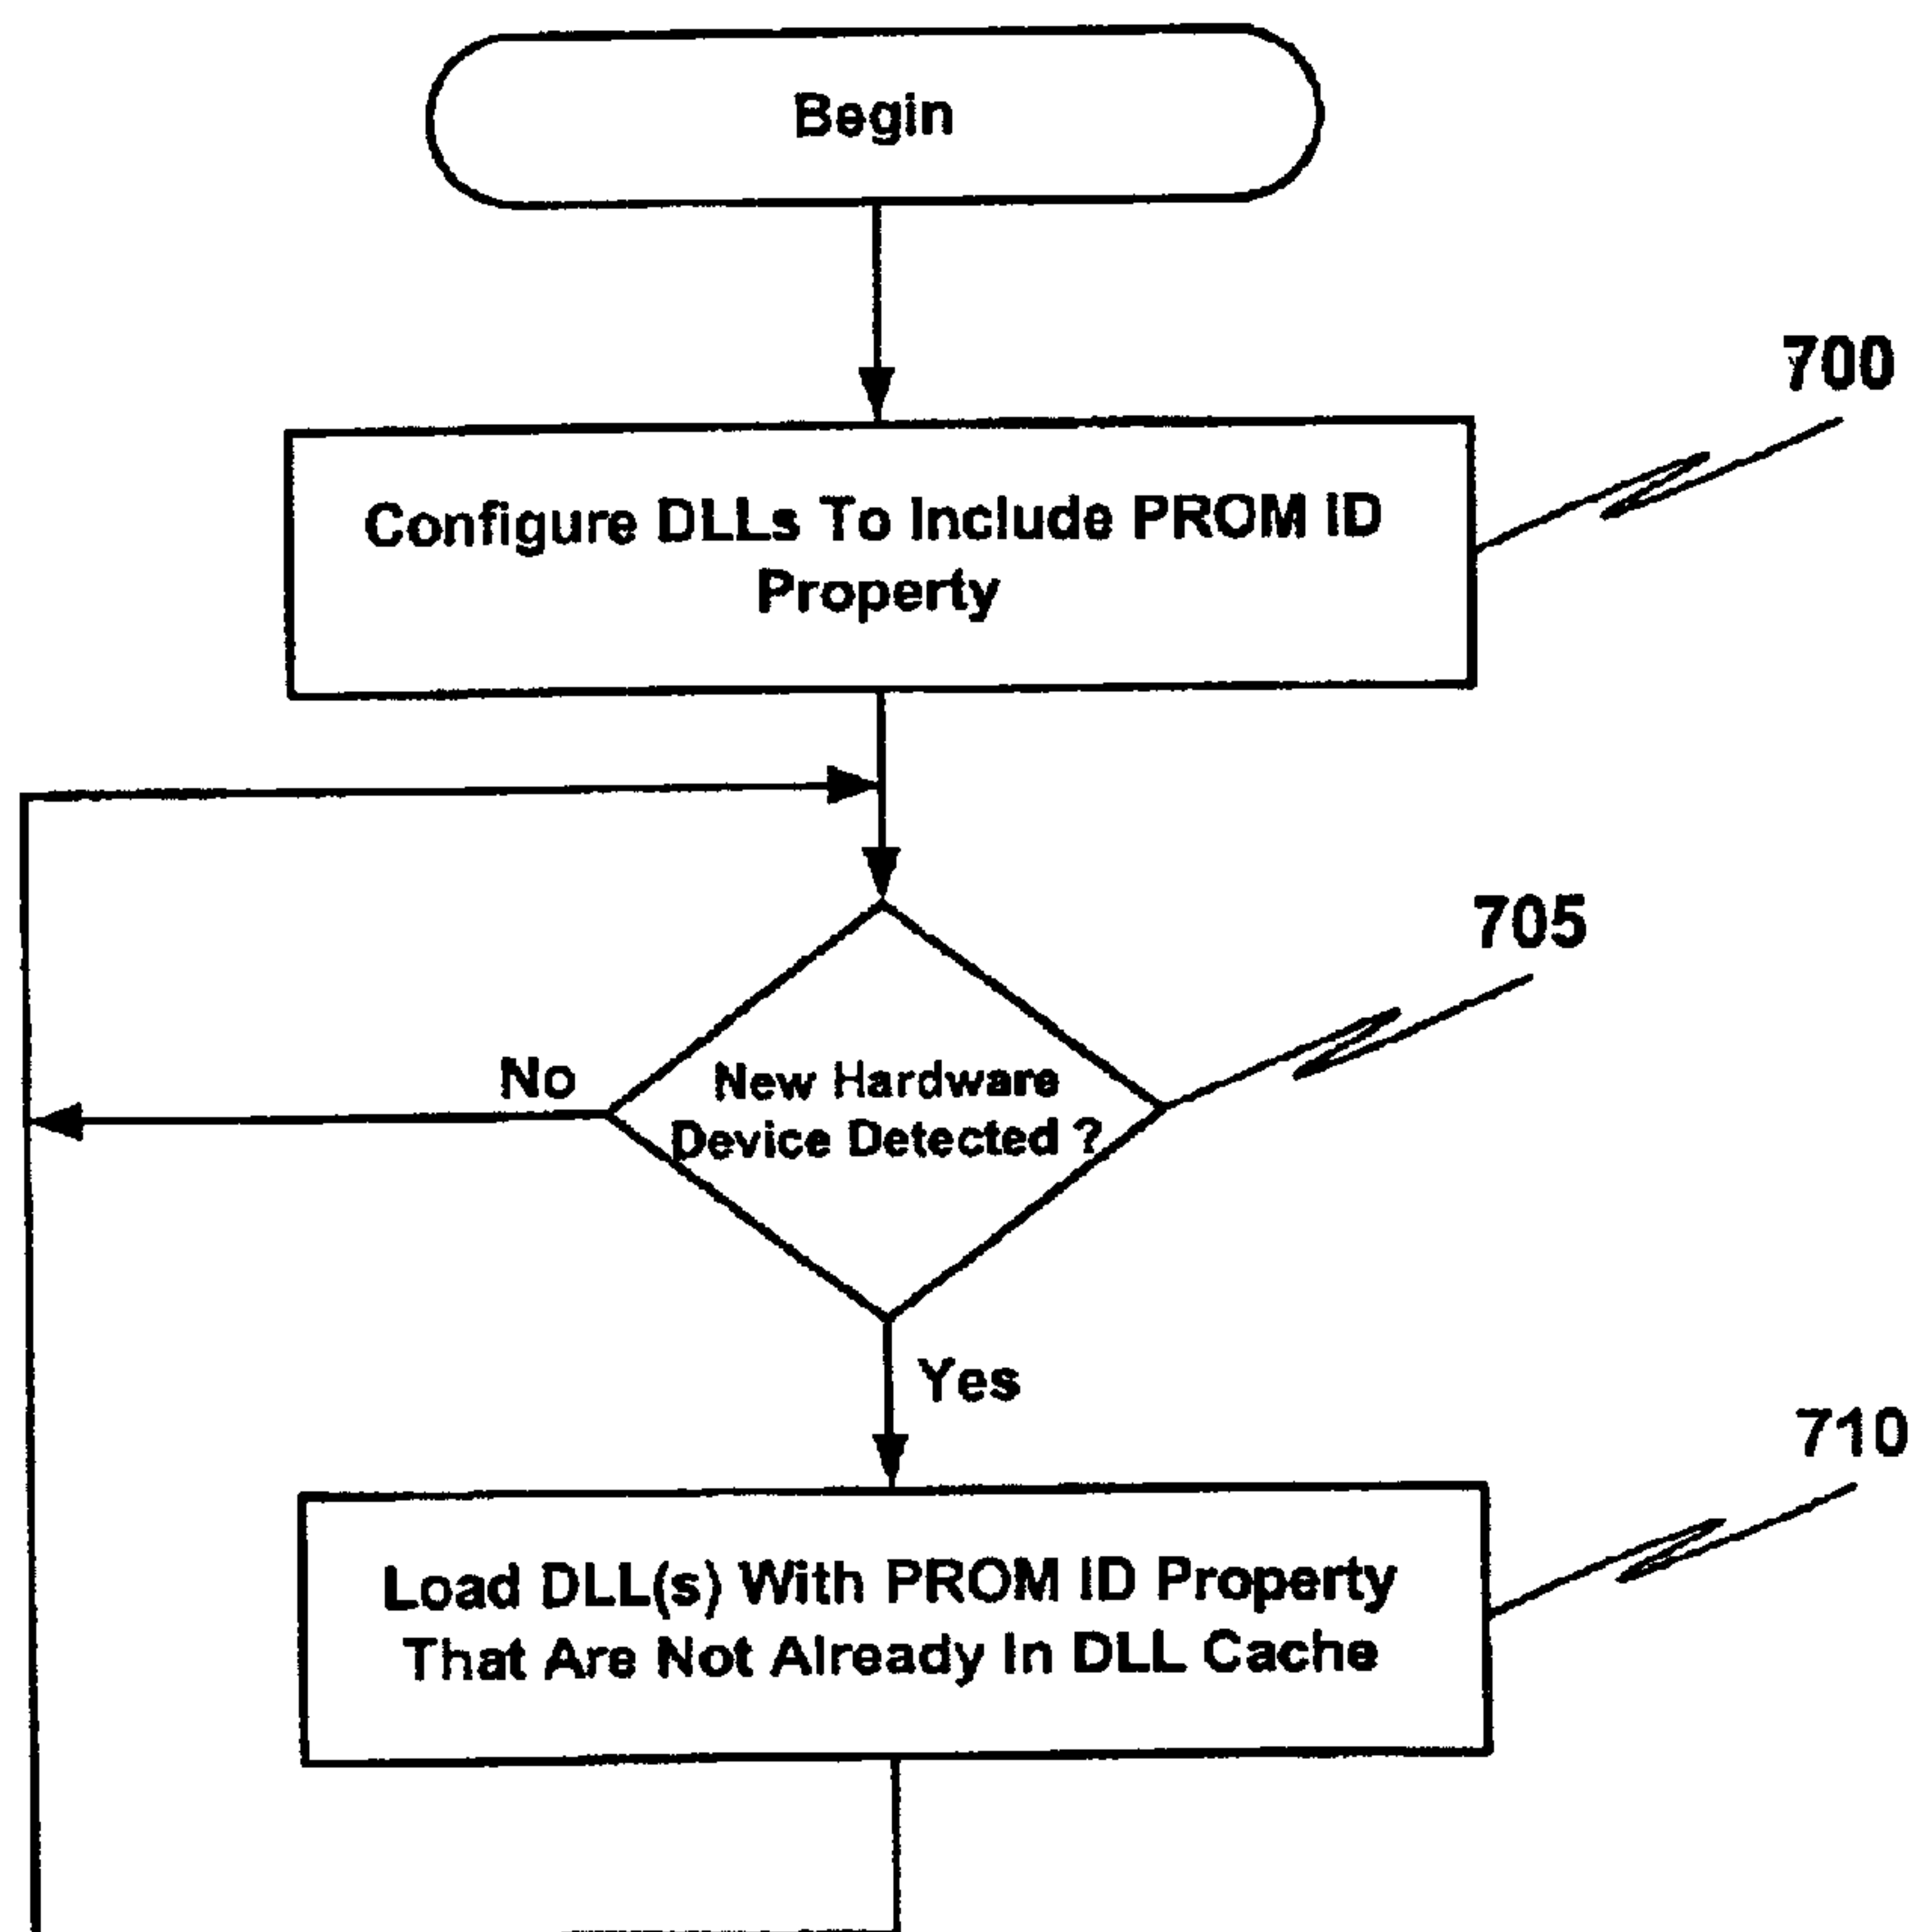 Begin
700
Configure DLLs To Include PROM ID
Property
705
No
New Hardware
Device Detected ?
Yes
710
Load DLL(s) With PROM ID Property
That Are Not Already In DLL Cache